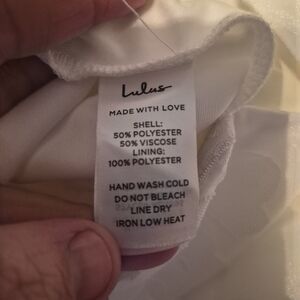 Lulus
MADE WITH LOVE
SHELL:
50% POLYESTER
50% VISCOSE
LINING:
100% POLYESTER
HAND WASH COLD
DO NOT BLEACH
LINE DRY
IRON LOW HEAT